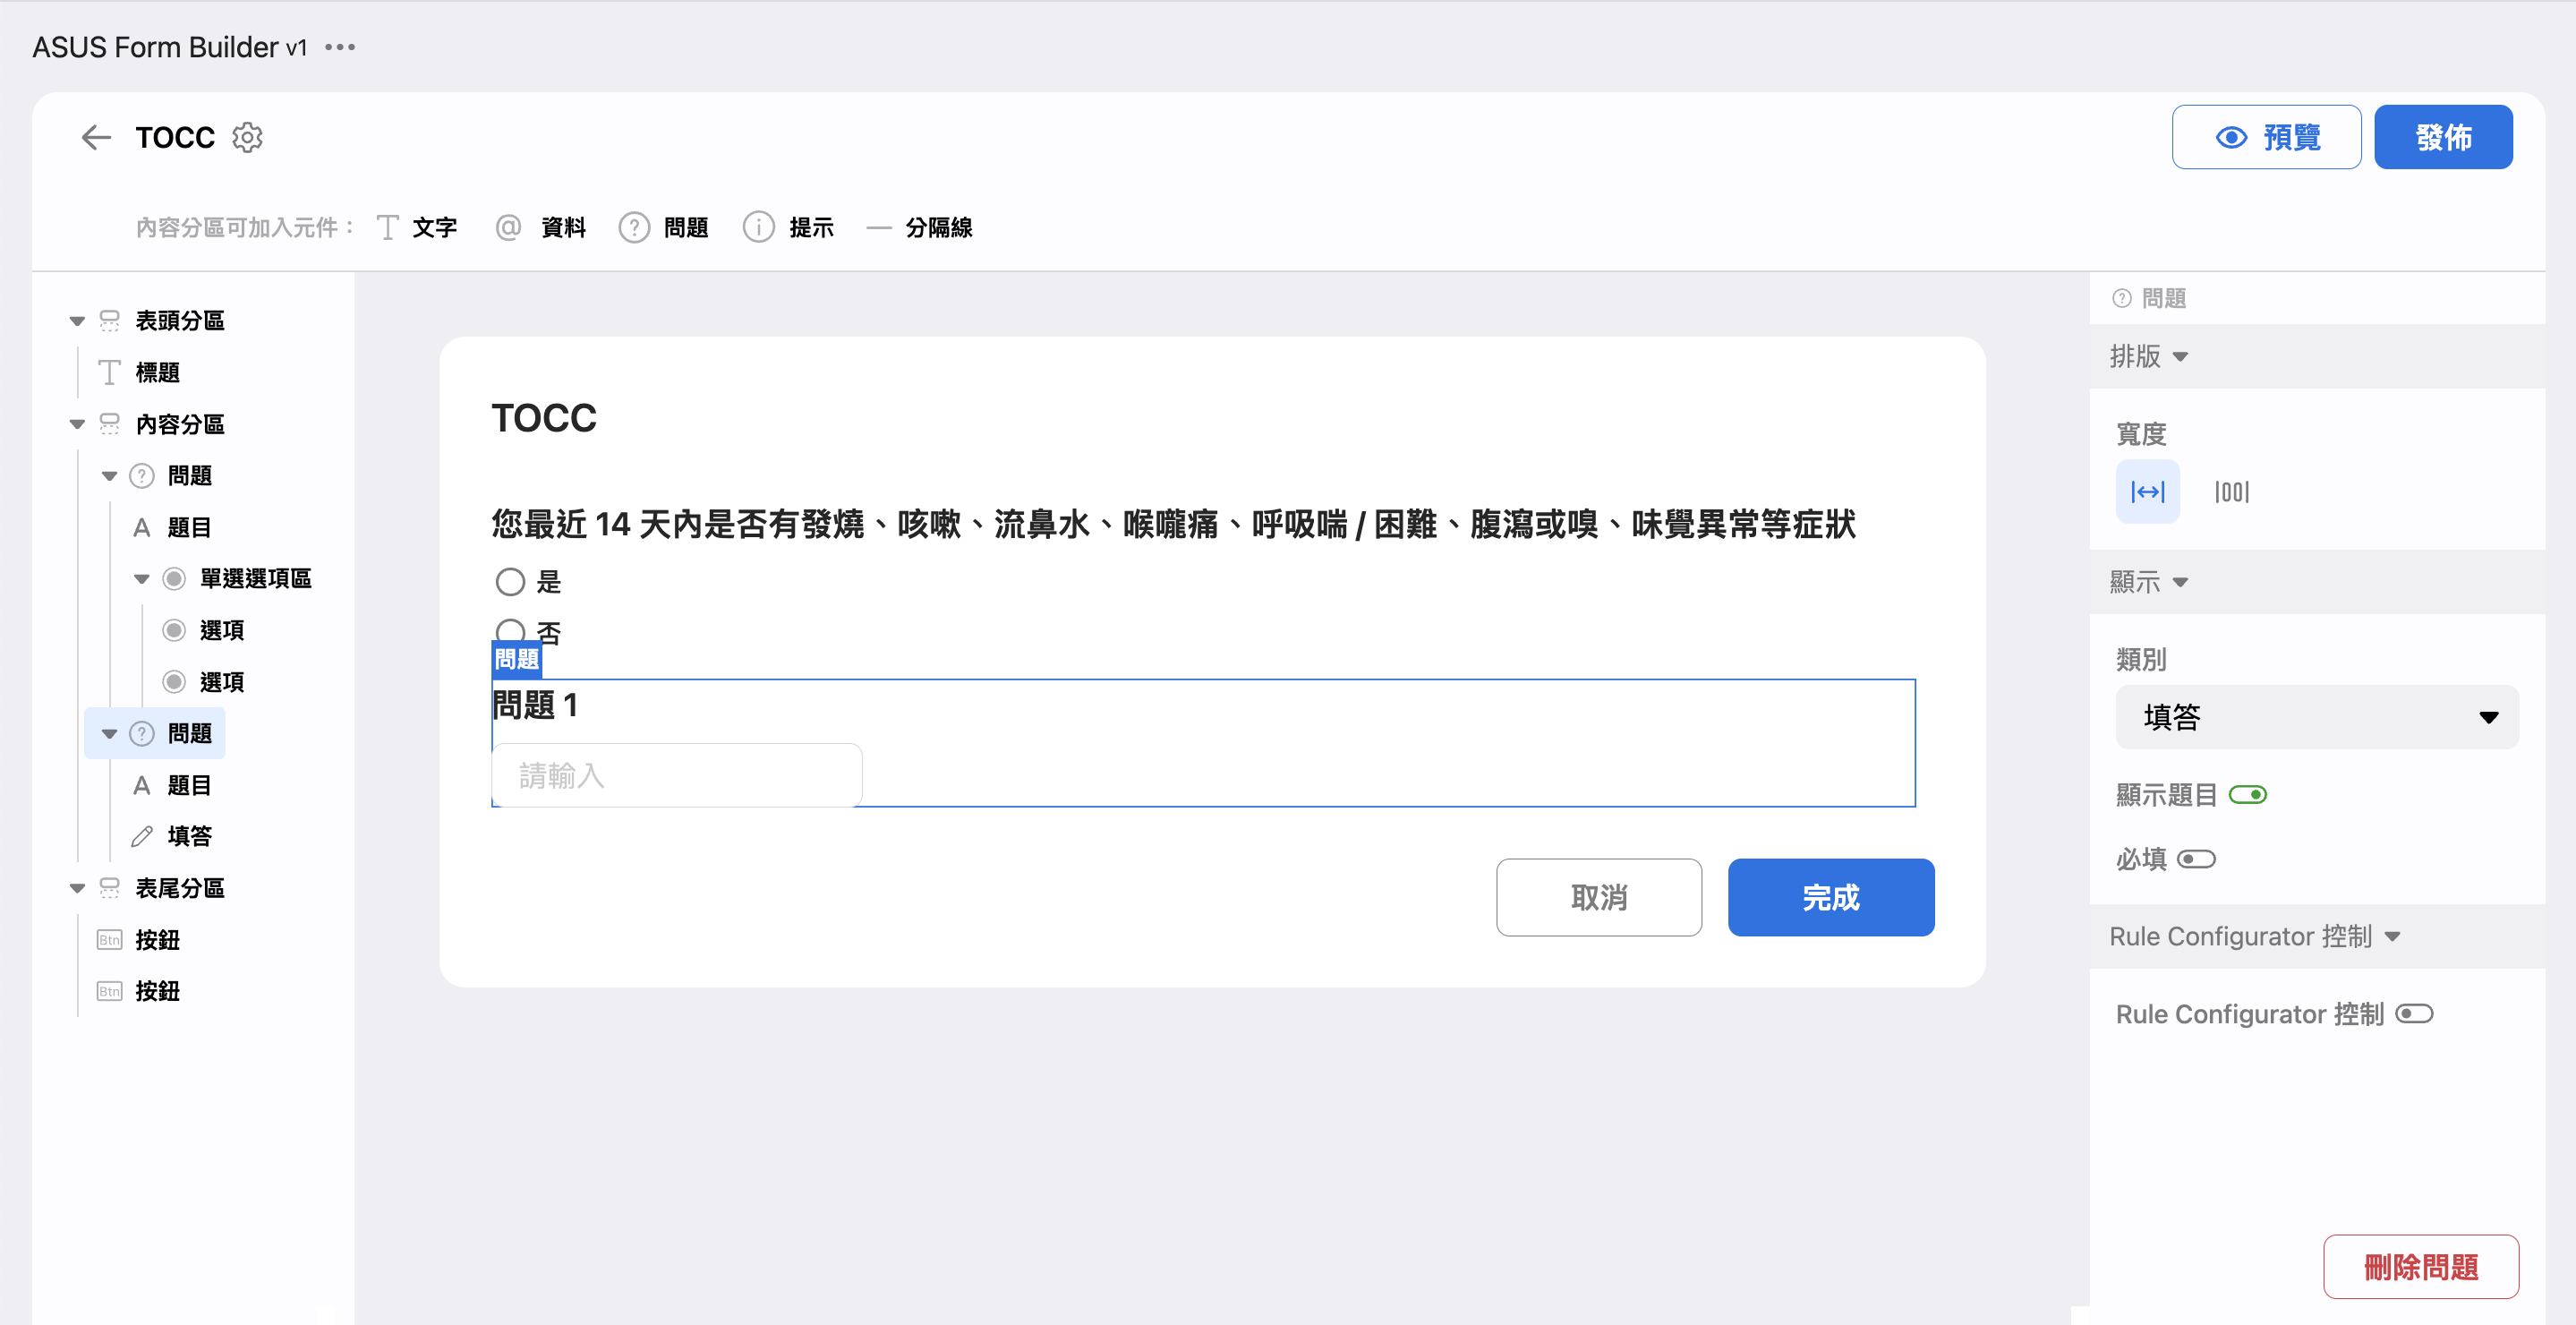 ASUS Form Builder v1 •••
TOCC
預覽
發佈
內容分區可加入元件：
文字
@ 資料
? 問題
i 提示
分隔線
表頭分區
標題
內容分區
問題
題目
單選選項區
選項
選項
問題
題目
填答
表尾分區
Btn 按鈕
Btn 按鈕
TOCC
您最近 14 天內是否有發燒、咳嗽、流鼻水、喉嚨痛、呼吸喘 / 困難、腹瀉或嗅、味覺異常等症狀
是
否
問題
問題 1
請輸入
取消
完成
? 問題
排版
寬度
顯示
類別
填答
顯示題目
必填
Rule Configurator 控制
Rule Configurator 控制
刪除問題